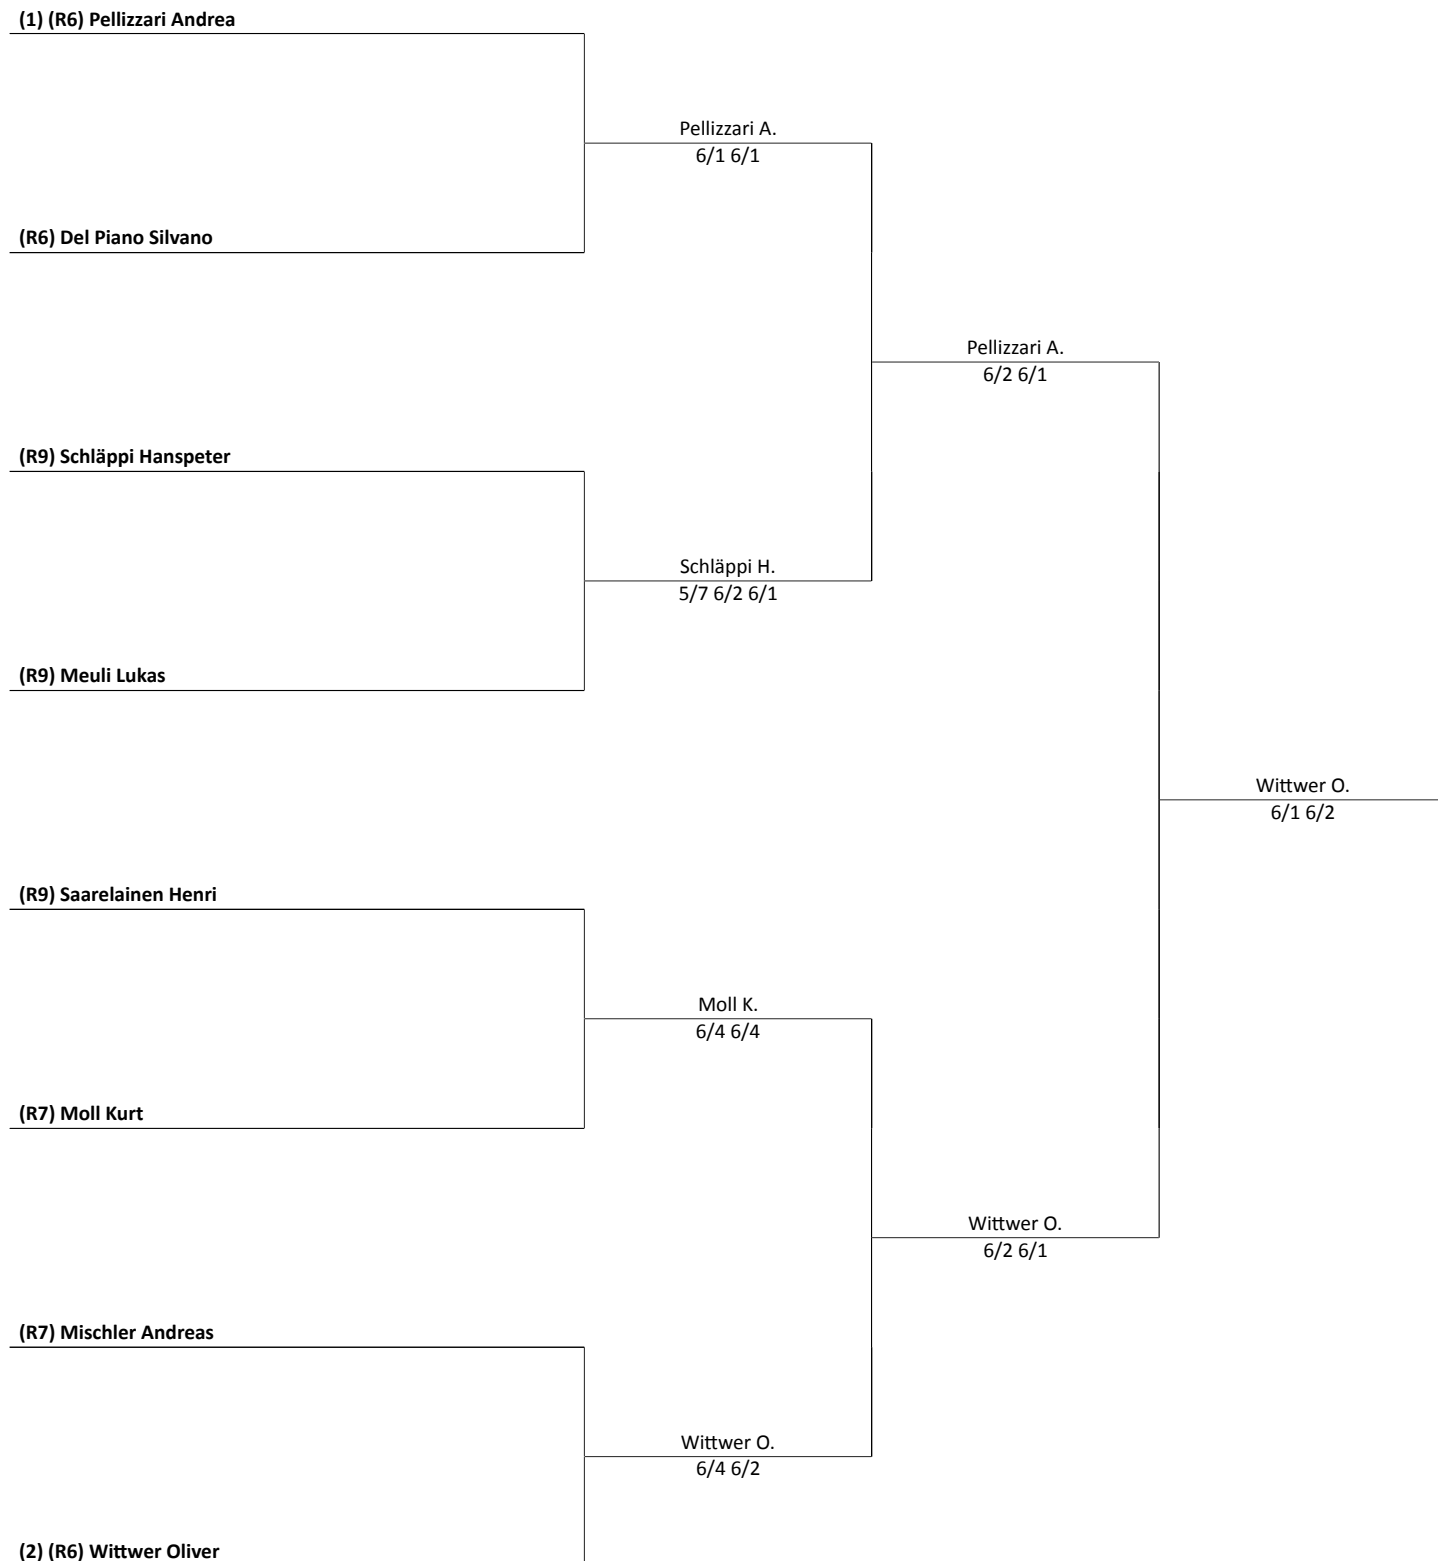 (1) (R6) Pellizzari Andrea
Pellizzari A.
6/1 6/1
(R6) Del Piano Silvano
Pellizzari A.
6/2 6/1
(R9) Schläppi Hanspeter
Schläppi H.
5/7 6/2 6/1
(R9) Meuli Lukas
Wittwer O.
6/1 6/2
(R9) Saarelainen Henri
Moll K.
6/4 6/4
(R7) Moll Kurt
Wittwer O.
6/2 6/1
(R7) Mischler Andreas
Wittwer O.
6/4 6/2
(2) (R6) Wittwer Oliver